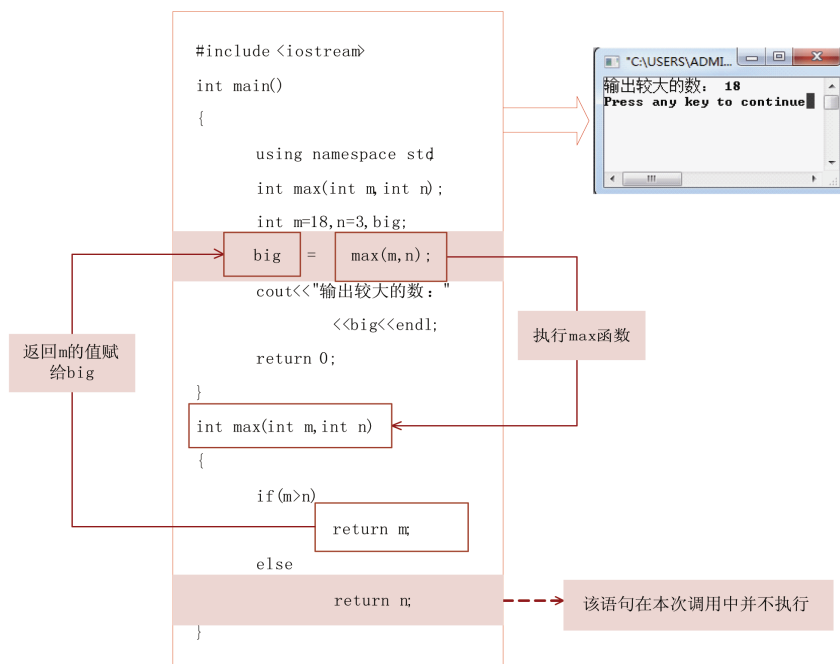 #include <iostream>
int main()
{
using namespace std;
int max(int m,int n);
int m=18,n=3,big;
big = max(m,n);
cout<<"输出较大的数："
<<big<<endl;
return 0;
}
int max(int m,int n)
{
if(m>n)
return m;
else
return n;
}
"C:\USERS\ADMI...
输出较大的数： 18
Press any key to continue
执行max函数
返回m的值赋
给big
该语句在本次调用中并不执行